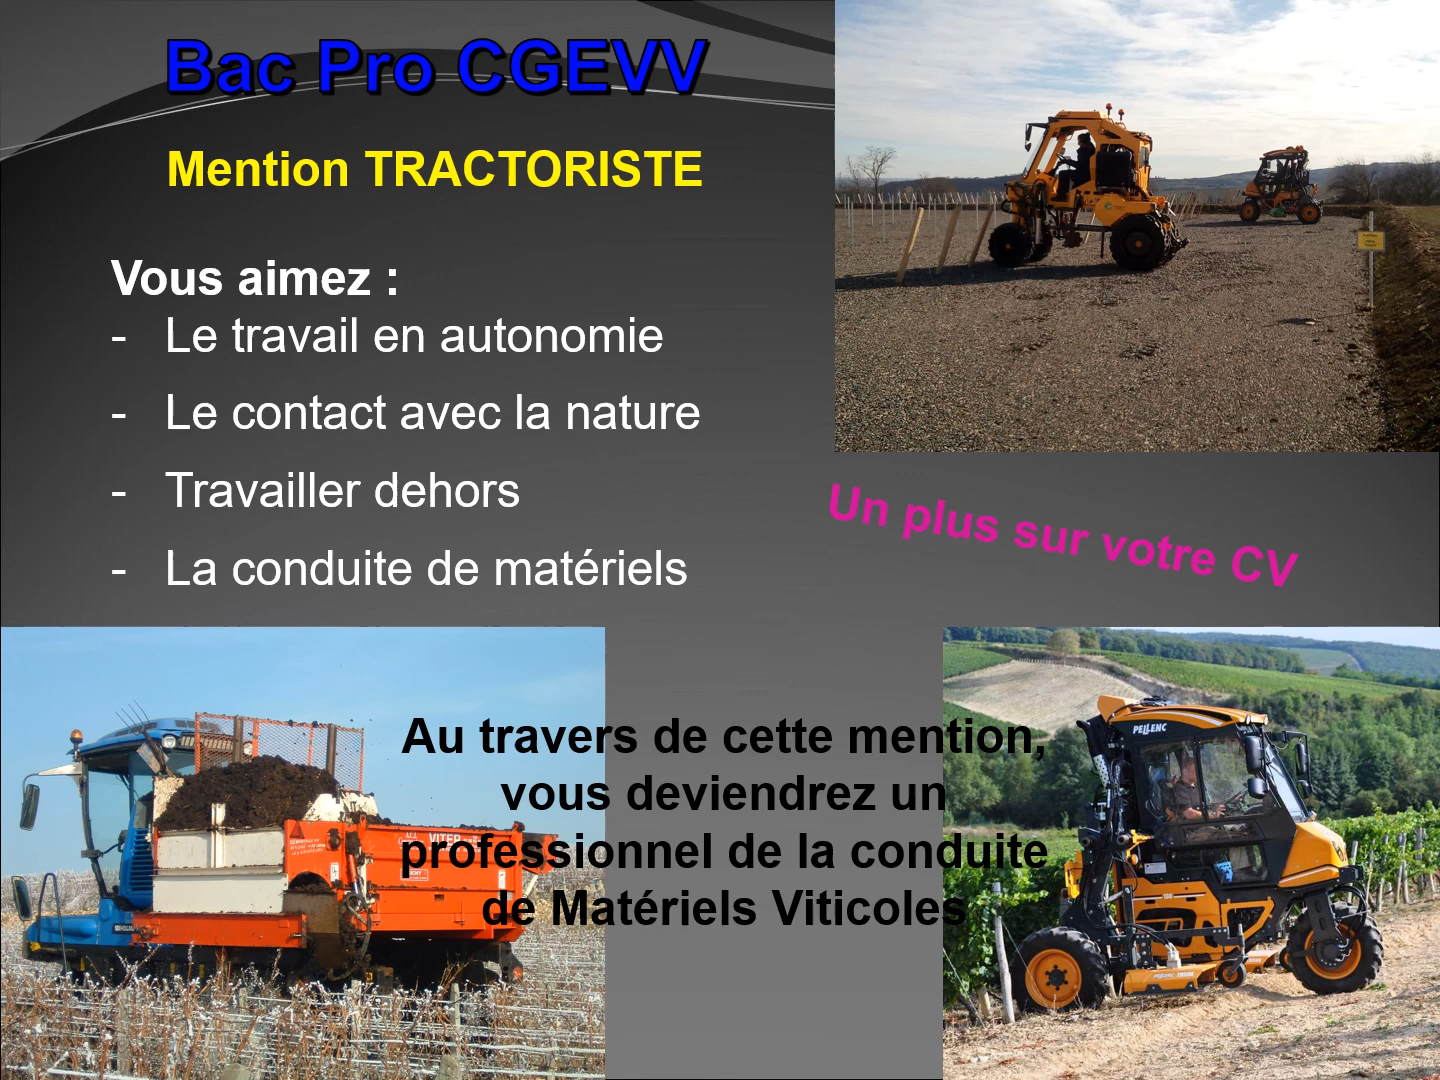 Bac Pro CGEVV
Mention TRACTORISTE
Vous aimez :
- Le travail en autonomie
- Le contact avec la nature
- Travailler dehors
- La conduite de matériels
Un plus sur votre CV
Au travers de cette mention,
vous deviendrez un
professionnel de la conduite
de Matériels Viticoles
VITER
PELLENC